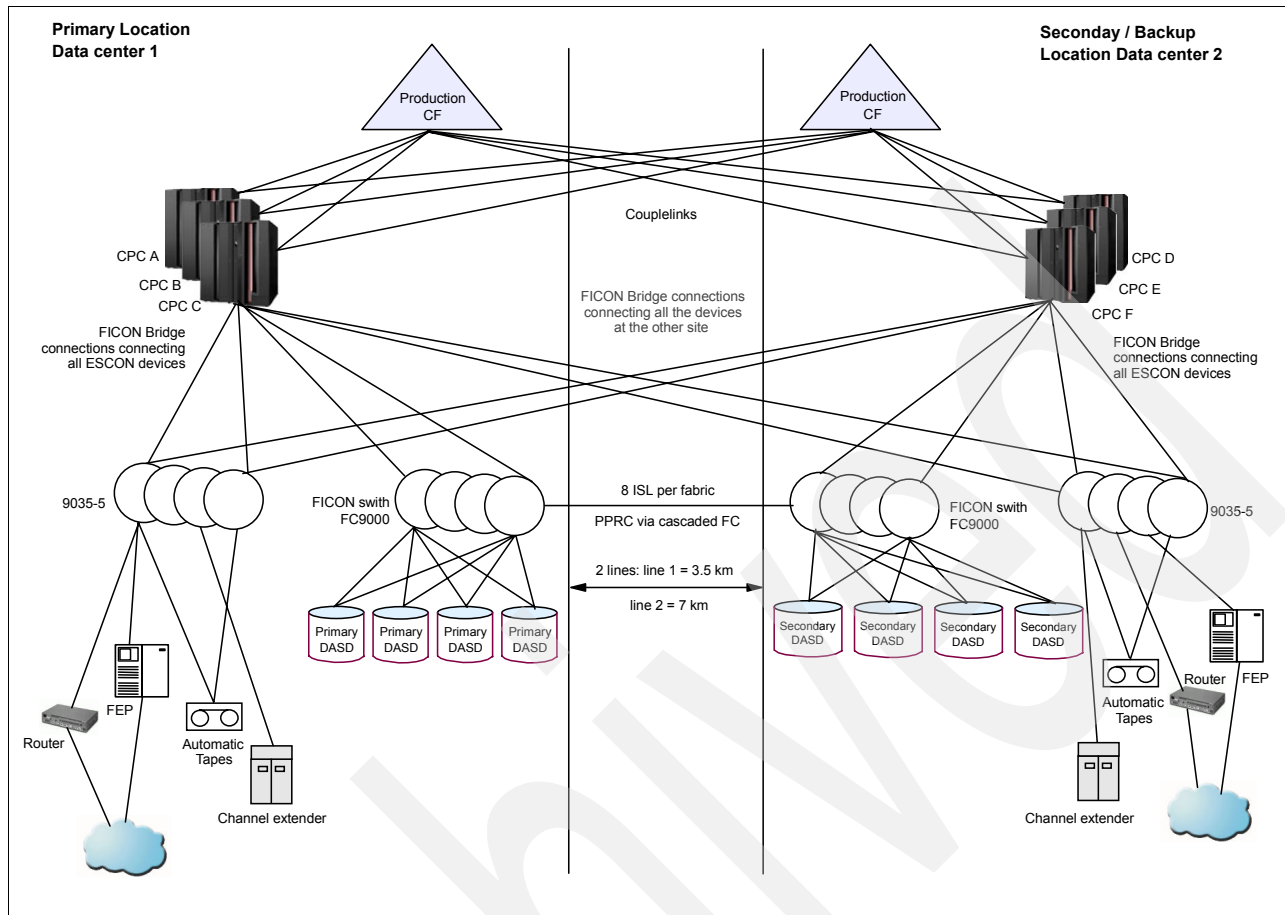 Primary Location
Data center 1
Seconday / Backup
Location Data center 2
Production
CF
Production
CF
Couplelinks
CPC A
CPC B
CPC C
CPC D
CPC E
CPC F
FICON Bridge
connections connecting
all ESCON devices
FICON Bridge connections
connecting all the devices
at the other site
FICON Bridge
connections connecting
all ESCON devices
9035-5
FICON swith
FC9000
8 ISL per fabric
PPRC via cascaded FC
FICON swith
FC9000
9035-5
2 lines: line 1 = 3.5 km
line 2 = 7 km
Primary
DASD
Primary
DASD
Primary
DASD
Primary
DASD
Secondary
DASD
Secondary
DASD
Secondary
DASD
Secondary
DASD
Router
FEP
Automatic
Tapes
Channel extender
Channel extender
Automatic
Tapes
Router
FEP